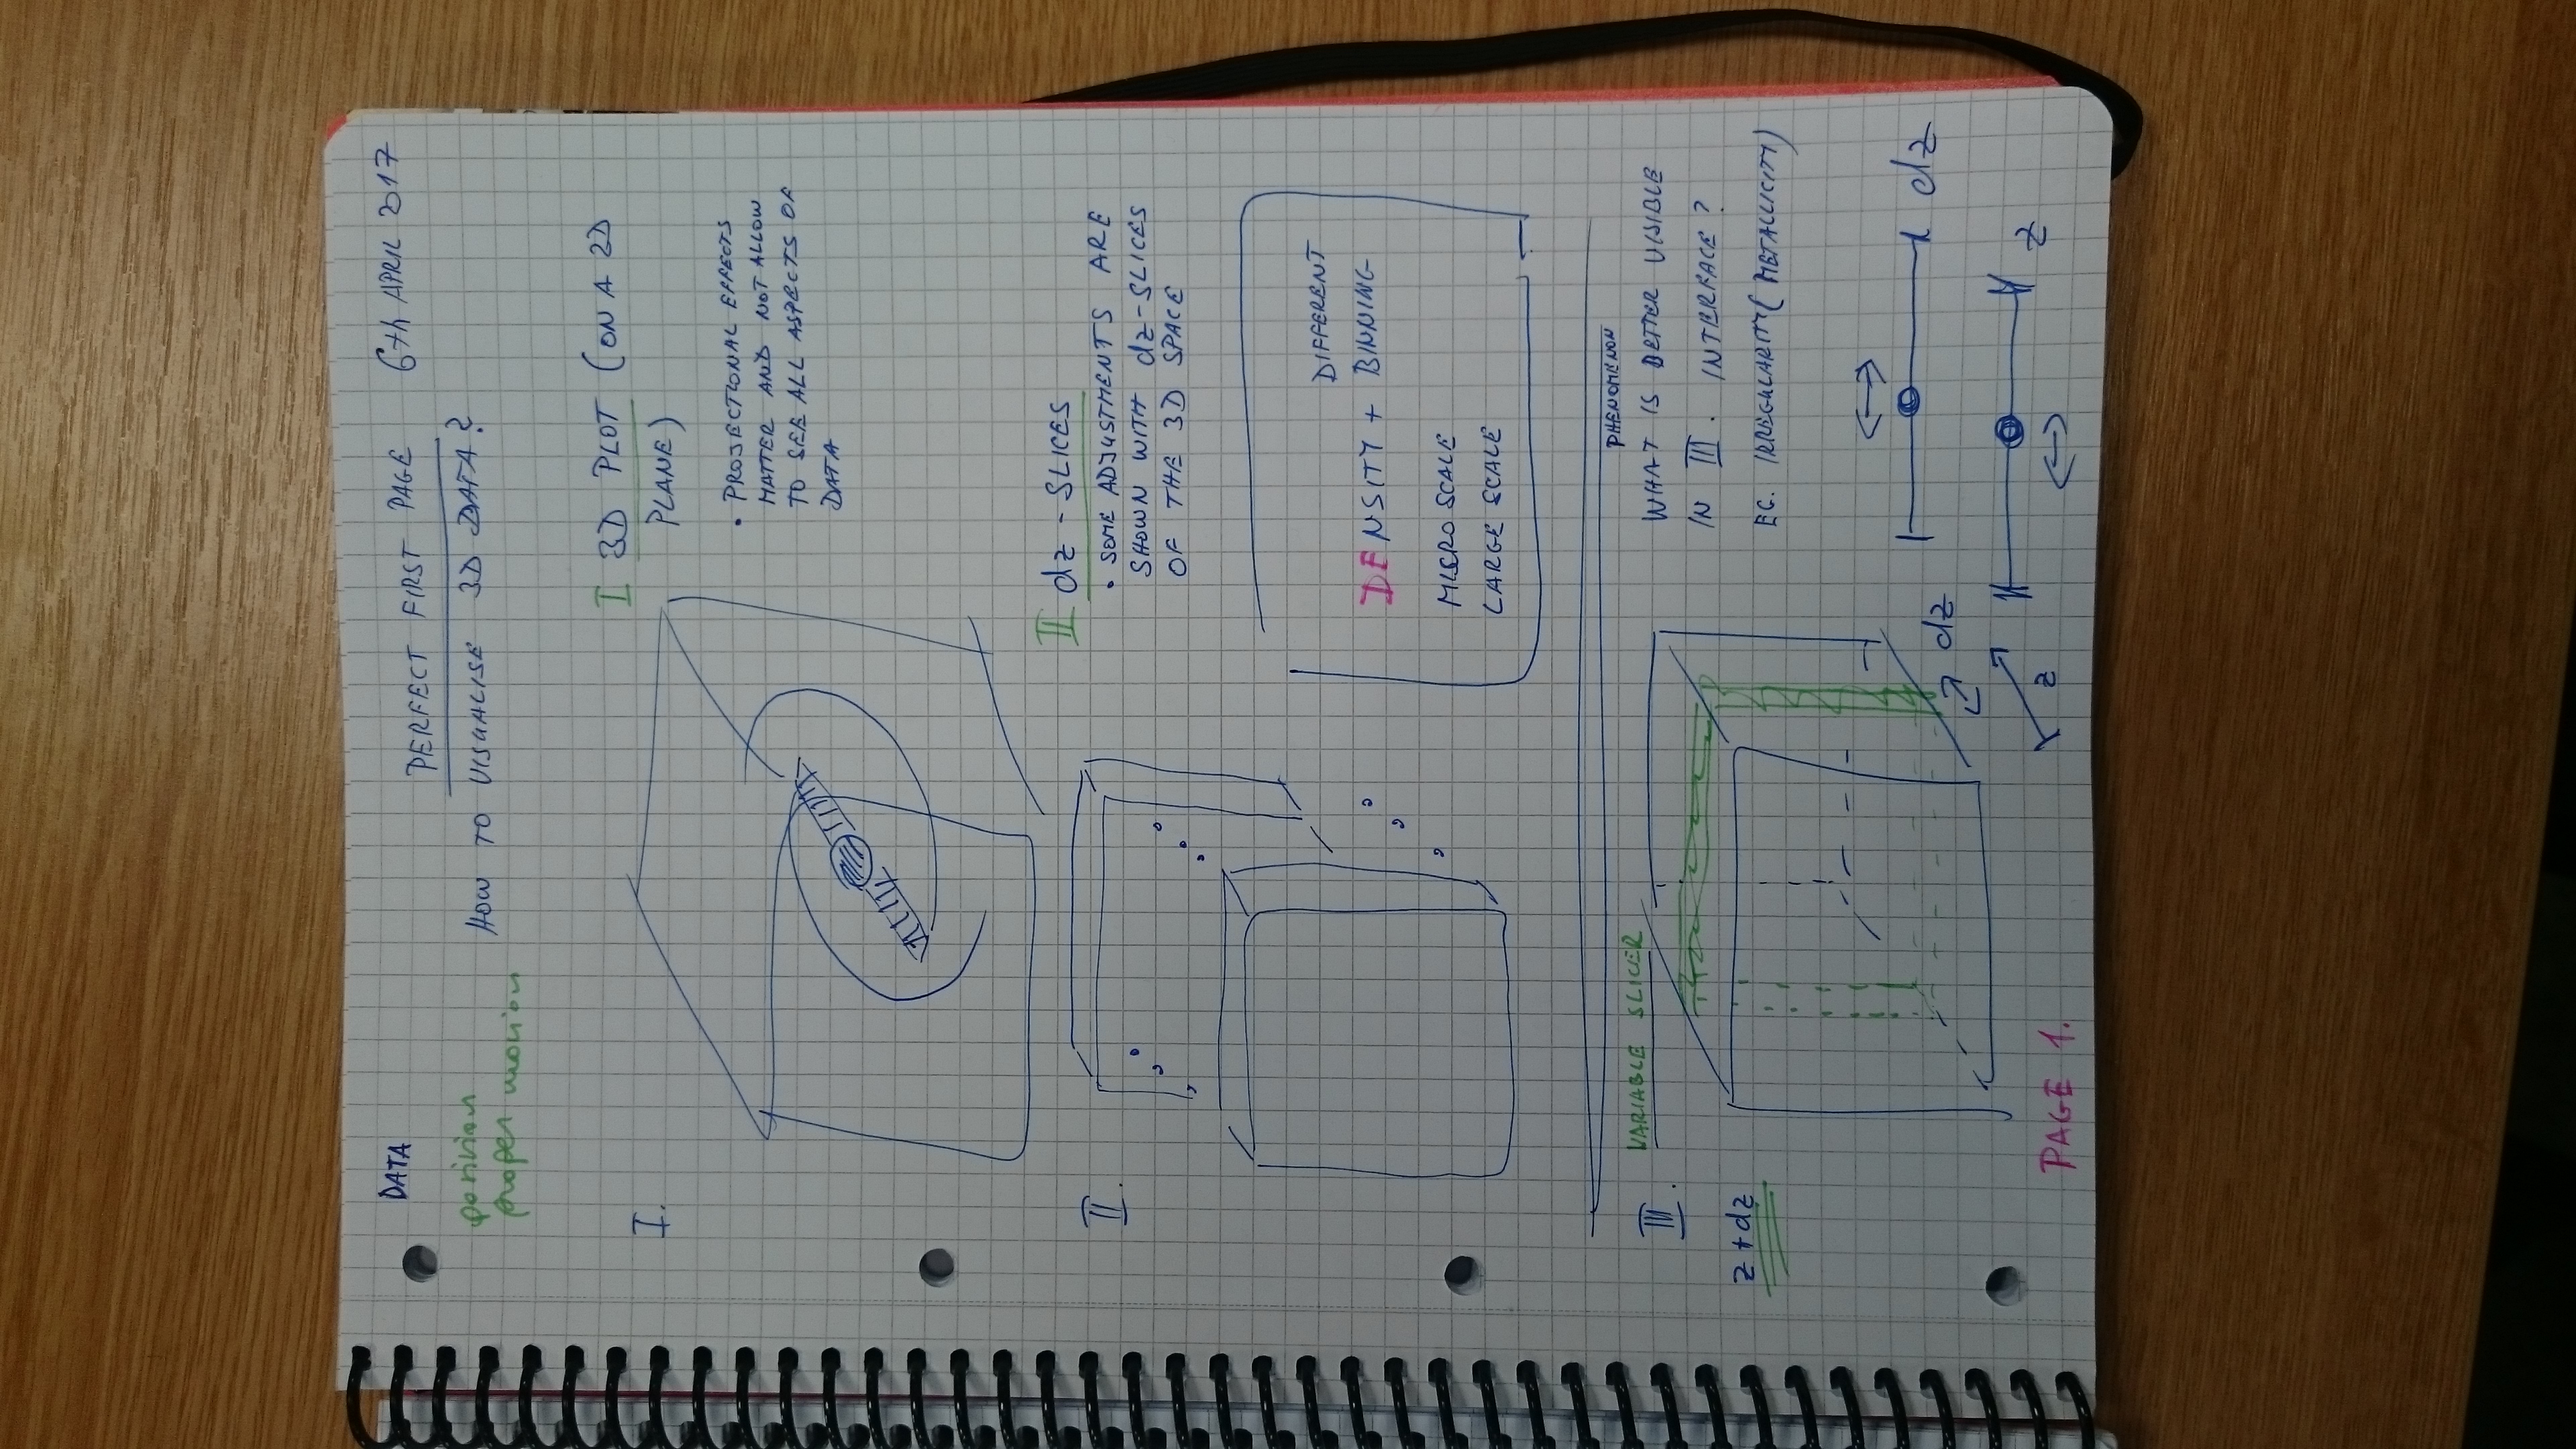 DATA
PERFECT FIRST PAGE
6th APRIL 2017
position
proper motion
HOW TO VISUALISE 3D DATA?
I.
I 3D PLOT (ON A 2D
PLANE)
• PROJECTIONAL EFFECTS
MATTER AND NOT ALLOW
TO SEE ALL ASPECTS OF
DATA
II.
II dz-SLICES
• SOME ADJUSTMENTS ARE
SHOWN WITH dz-SLICES
OF THE 3D SPACE
DIFFERENT
DENSITY + BINNING
MICRO SCALE
LARGE SCALE
III. VARIABLE SLICER
z+dz
PHENOMENON
WHAT IS BETTER VISIBLE
IN III. INTERFACE?
EG. IRREGULARITY (METALLICITY)
dz
dz
z
z
PAGE 1.